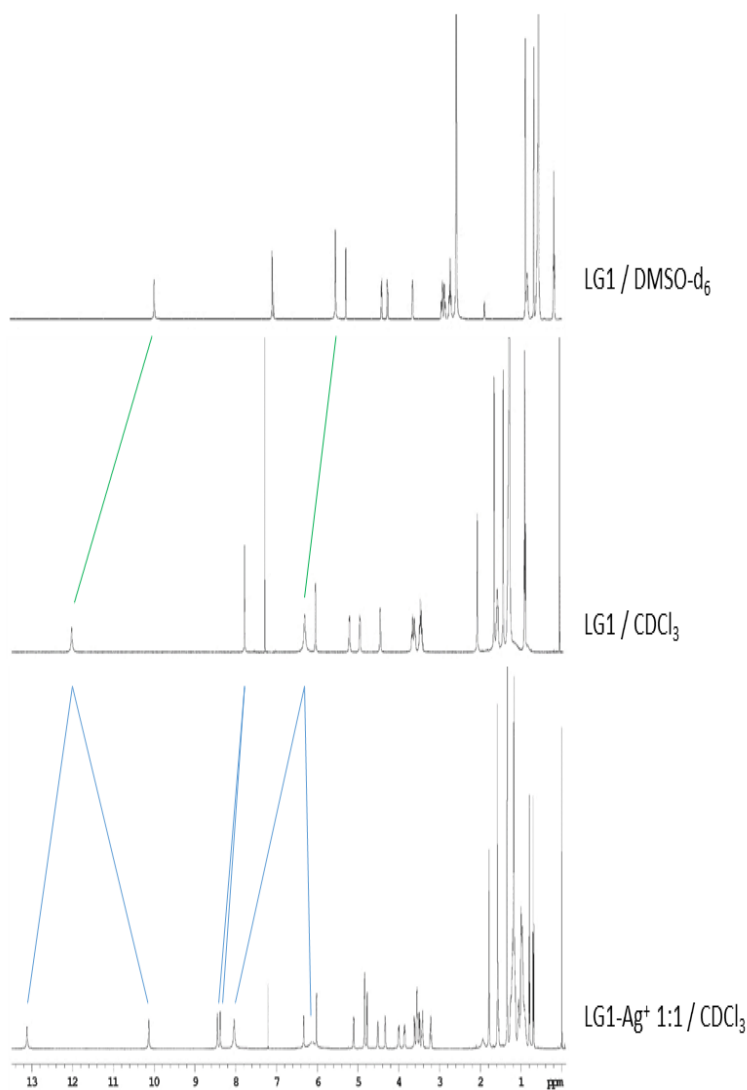 LG1 / DMSO-d₆
LG1 / CDCl₃
LG1-Ag⁺ 1:1 / CDCl₃
13 12 11 10 9 8 7 6 5 4 3 2 1 ppm